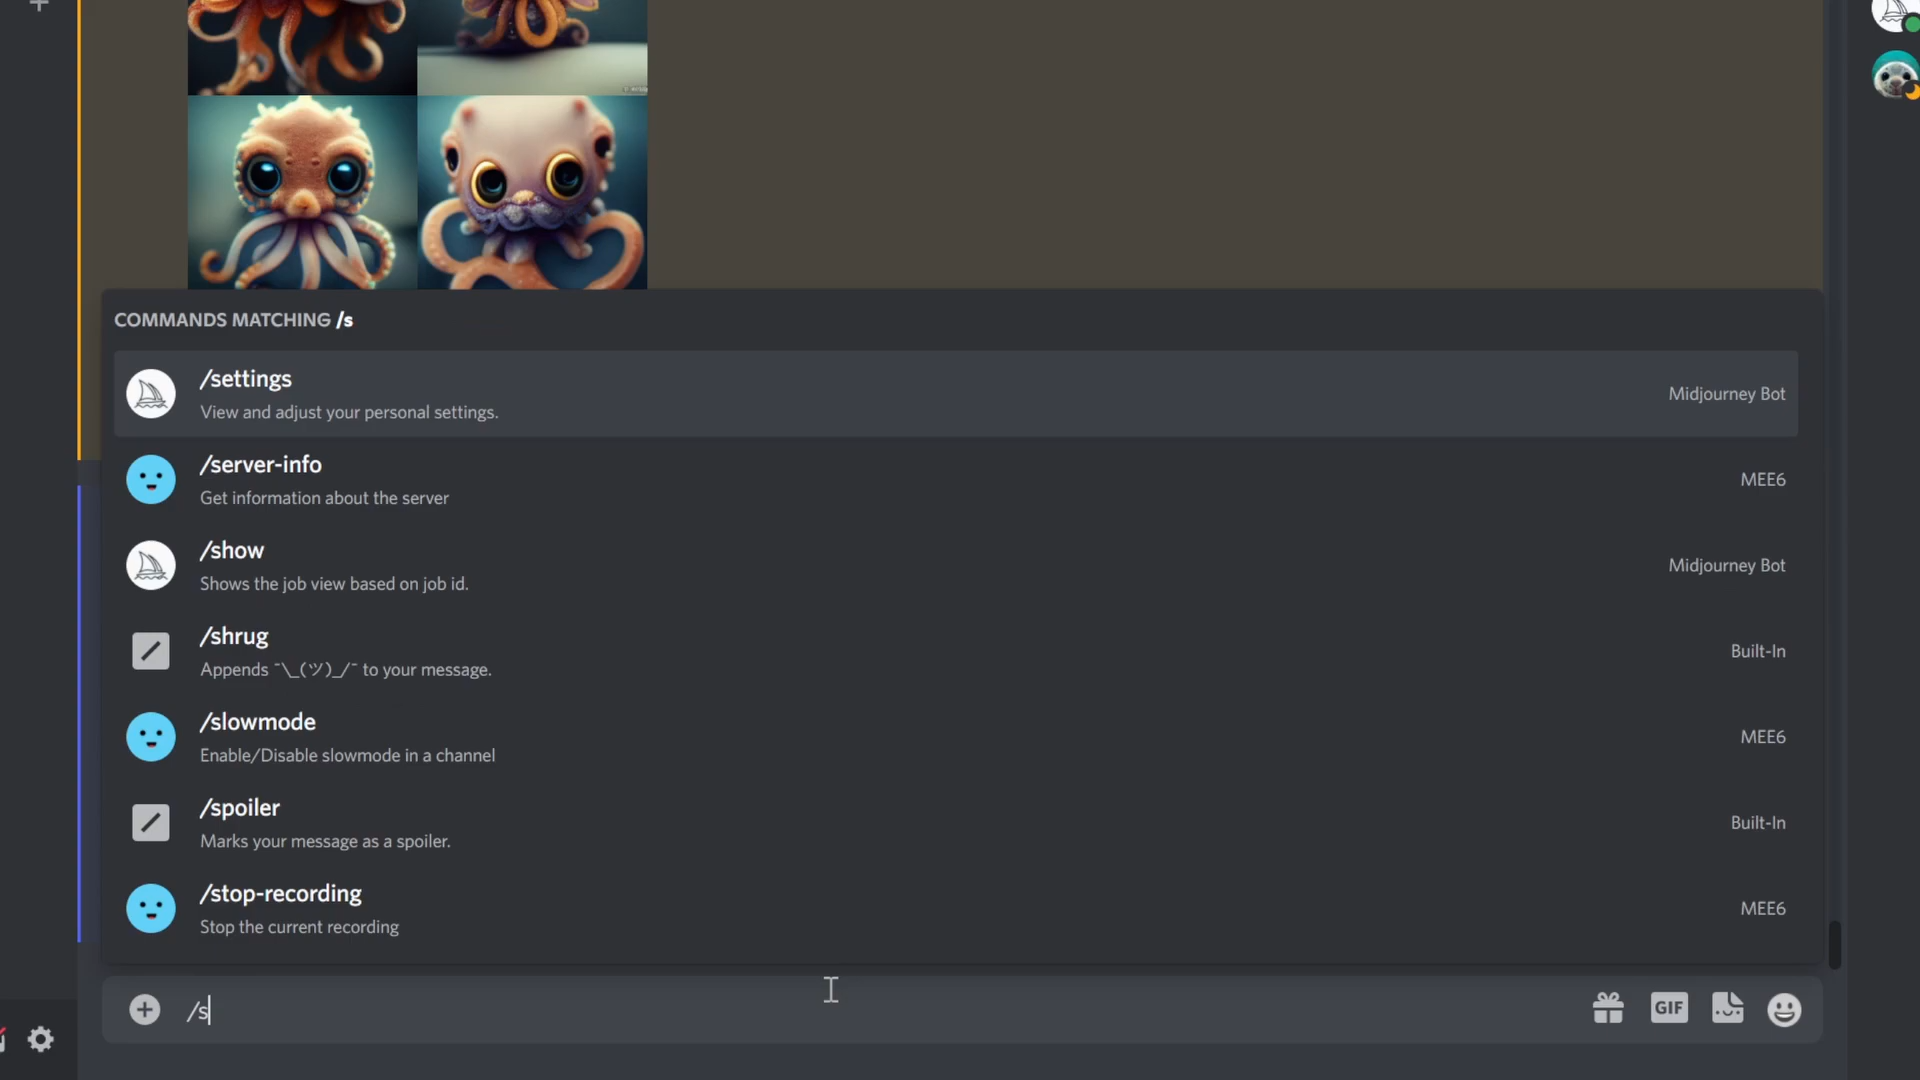 COMMANDS MATCHING /s
/settings
View and adjust your personal settings.
Midjourney Bot
/server-info
Get information about the server
MEE6
/show
Shows the job view based on job id.
Midjourney Bot
/shrug
Appends ¯\_(ツ)_/¯ to your message.
Built-In
/slowmode
Enable/Disable slowmode in a channel
MEE6
/spoiler
Marks your message as a spoiler.
Built-In
/stop-recording
Stop the current recording
MEE6
/s
GIF